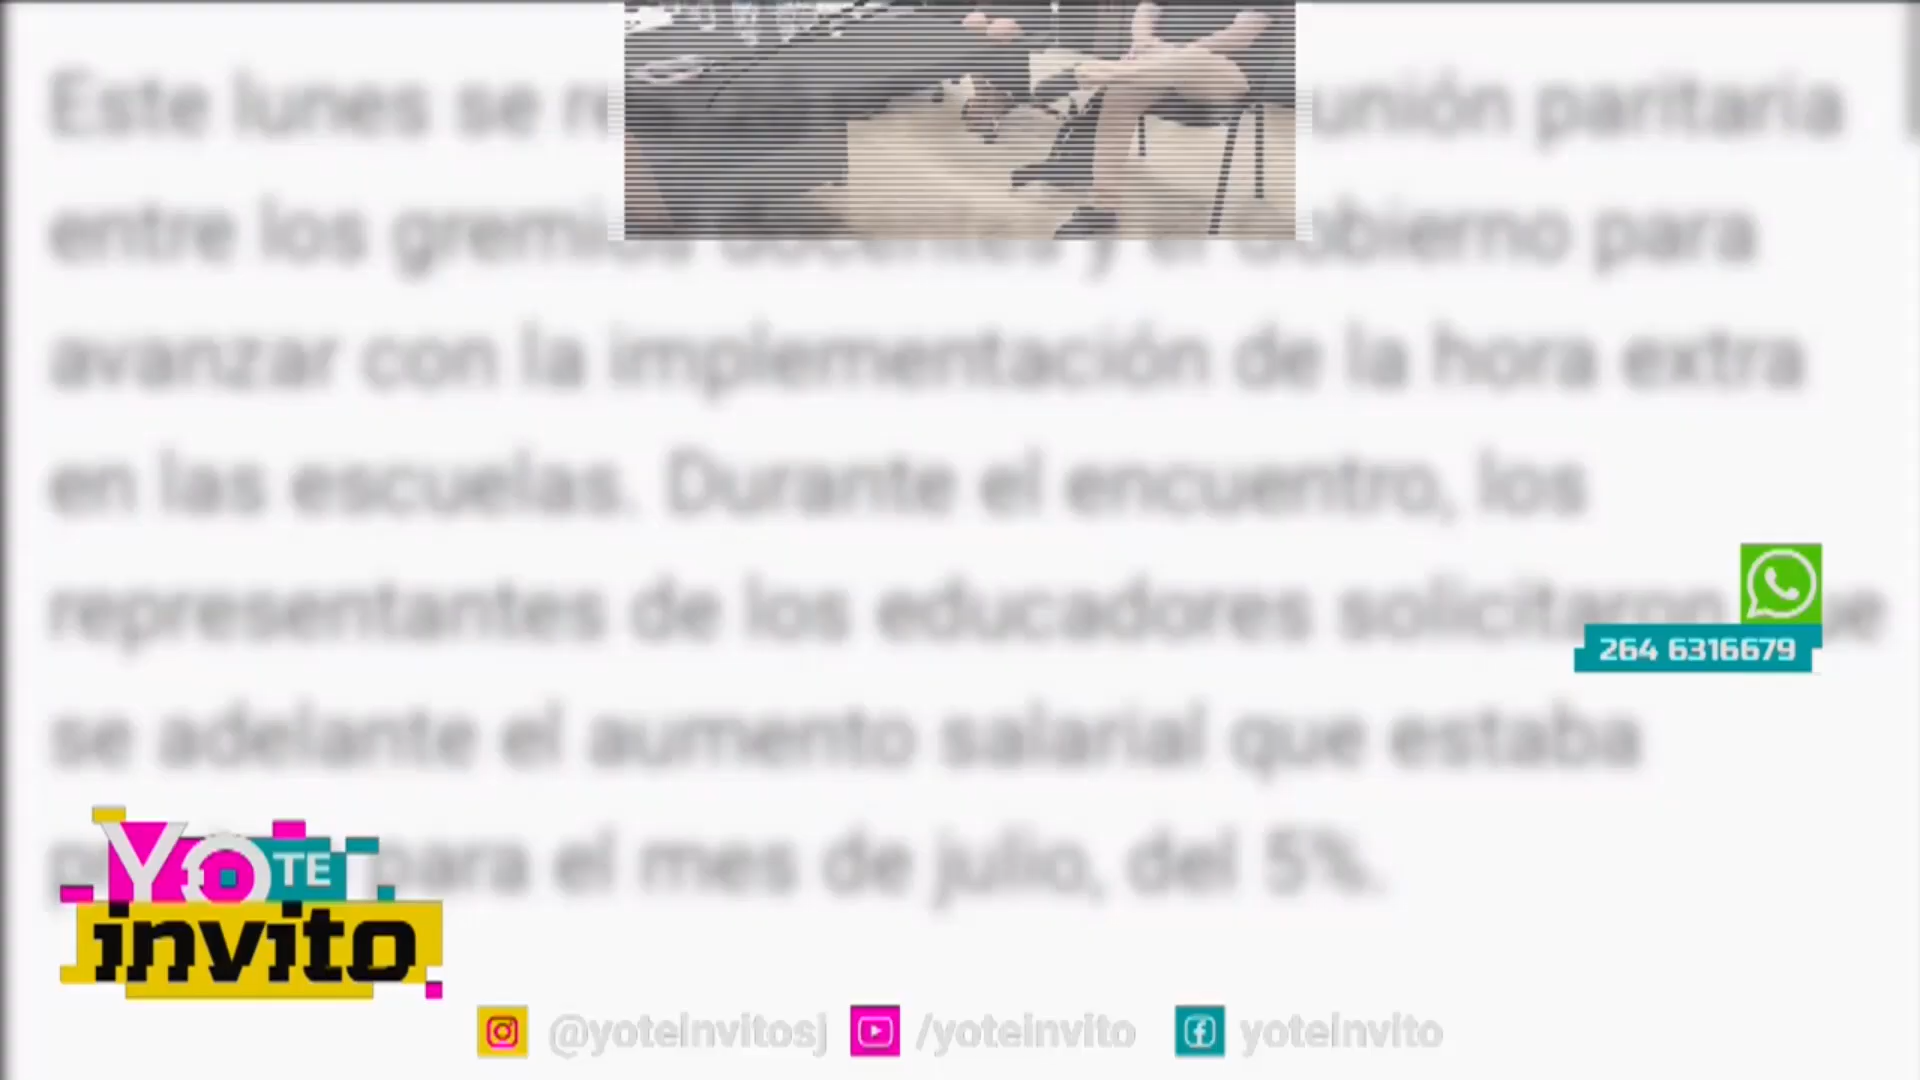 Este lunes se re unión paritaria
entre los gremios docentes y el Gobierno para
avanzar con la implementación de la hora extra
en las escuelas. Durante el encuentro, los
representantes de los educadores solicitaron que
264 6316679
se adelante el aumento salarial que estaba
para el mes de julio, del 5%.
YO TE
invito
@yoteinvitosj /yoteinvito yoteinvito